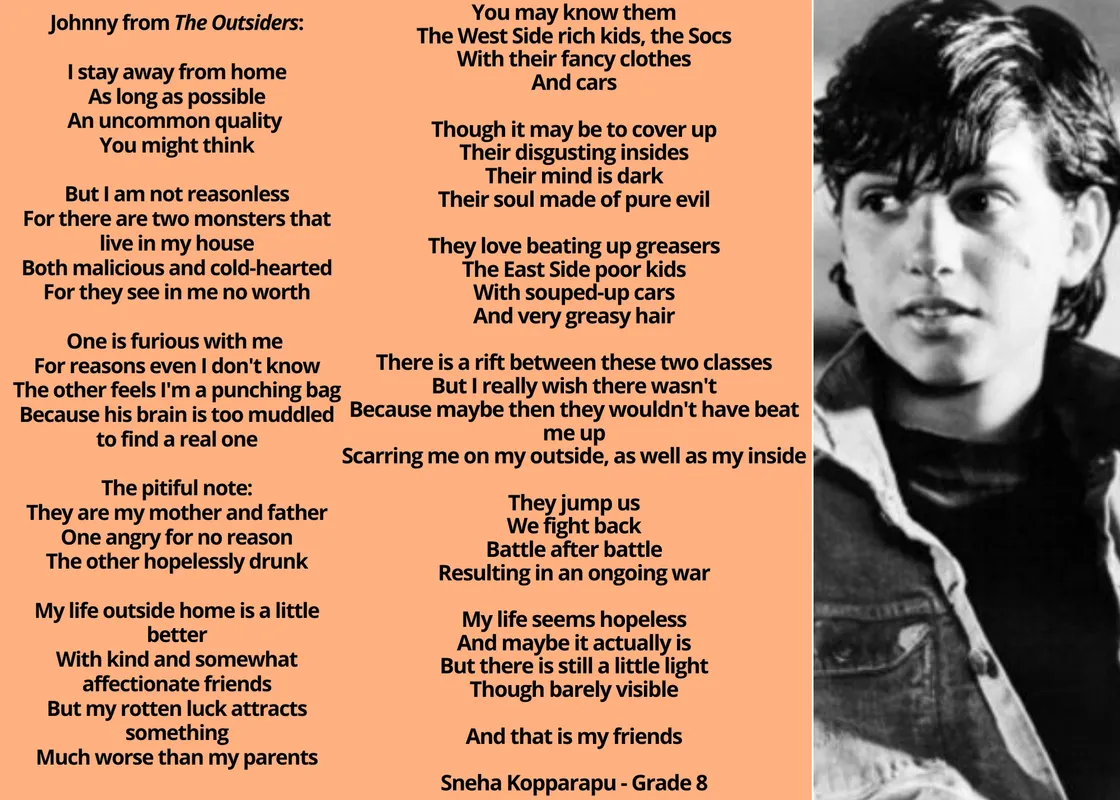 Johnny from The Outsiders:
I stay away from home
As long as possible
An uncommon quality
You might think
But I am not reasonless
For there are two monsters that
live in my house
Both malicious and cold-hearted
For they see in me no worth
One is furious with me
For reasons even I don't know
The other feels I'm a punching bag
Because his brain is too muddled
to find a real one
The pitiful note:
They are my mother and father
One angry for no reason
The other hopelessly drunk
My life outside home is a little
better
With kind and somewhat
affectionate friends
But my rotten luck attracts
something
Much worse than my parents
You may know them
The West Side rich kids, the Socs
With their fancy clothes
And cars
Though it may be to cover up
Their disgusting insides
Their mind is dark
Their soul made of pure evil
They love beating up greasers
The East Side poor kids
With souped-up cars
And very greasy hair
There is a rift between these two classes
But I really wish there wasn't
Because maybe then they wouldn't have beat
me up
Scarring me on my outside, as well as my inside
They jump us
We fight back
Battle after battle
Resulting in an ongoing war
My life seems hopeless
And maybe it actually is
But there is still a little light
Though barely visible
And that is my friends
Sneha Kopparapu - Grade 8